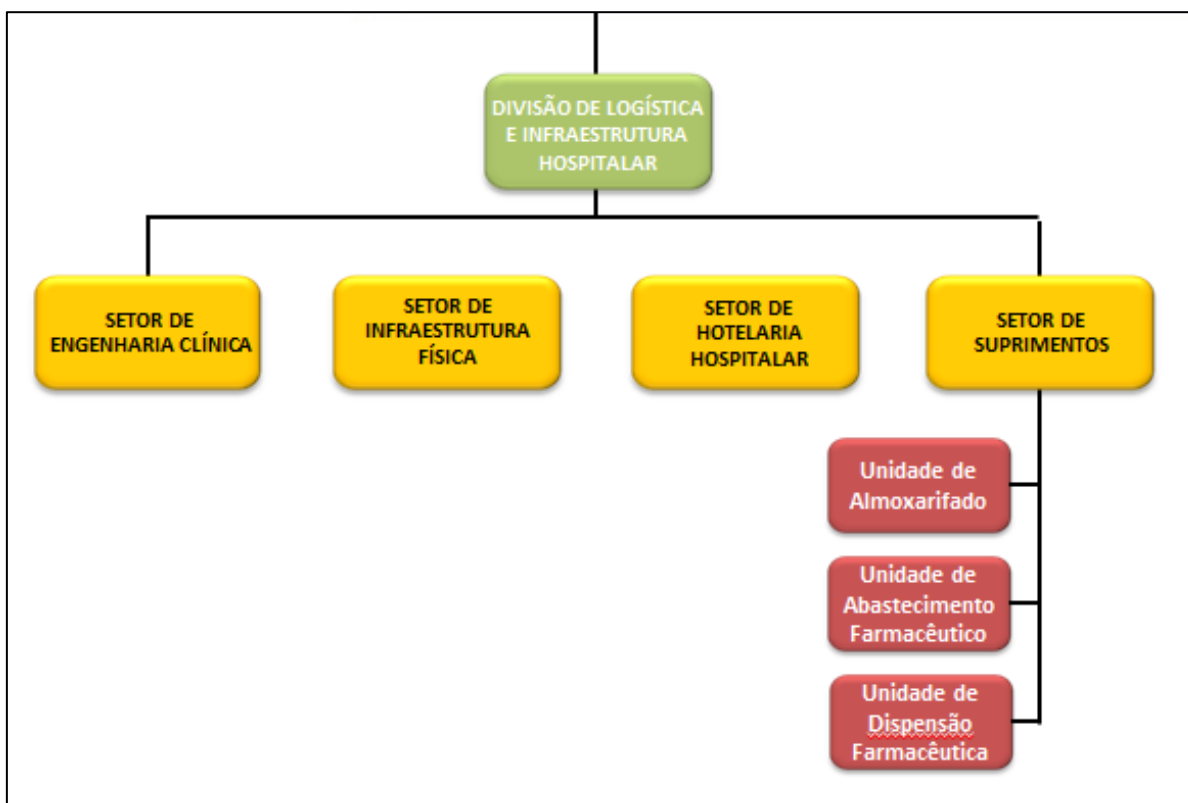 DIVISÃO DE LOGÍSTICA
E INFRAESTRUTURA
HOSPITALAR
SETOR DE
ENGENHARIA CLÍNICA
SETOR DE
INFRAESTRUTURA
FÍSICA
SETOR DE
HOTELARIA
HOSPITALAR
SETOR DE
SUPRIMENTOS
Unidade de
Almoxarifado
Unidade de
Abastecimento
Farmacêutico
Unidade de
Dispensão
Farmacêutica